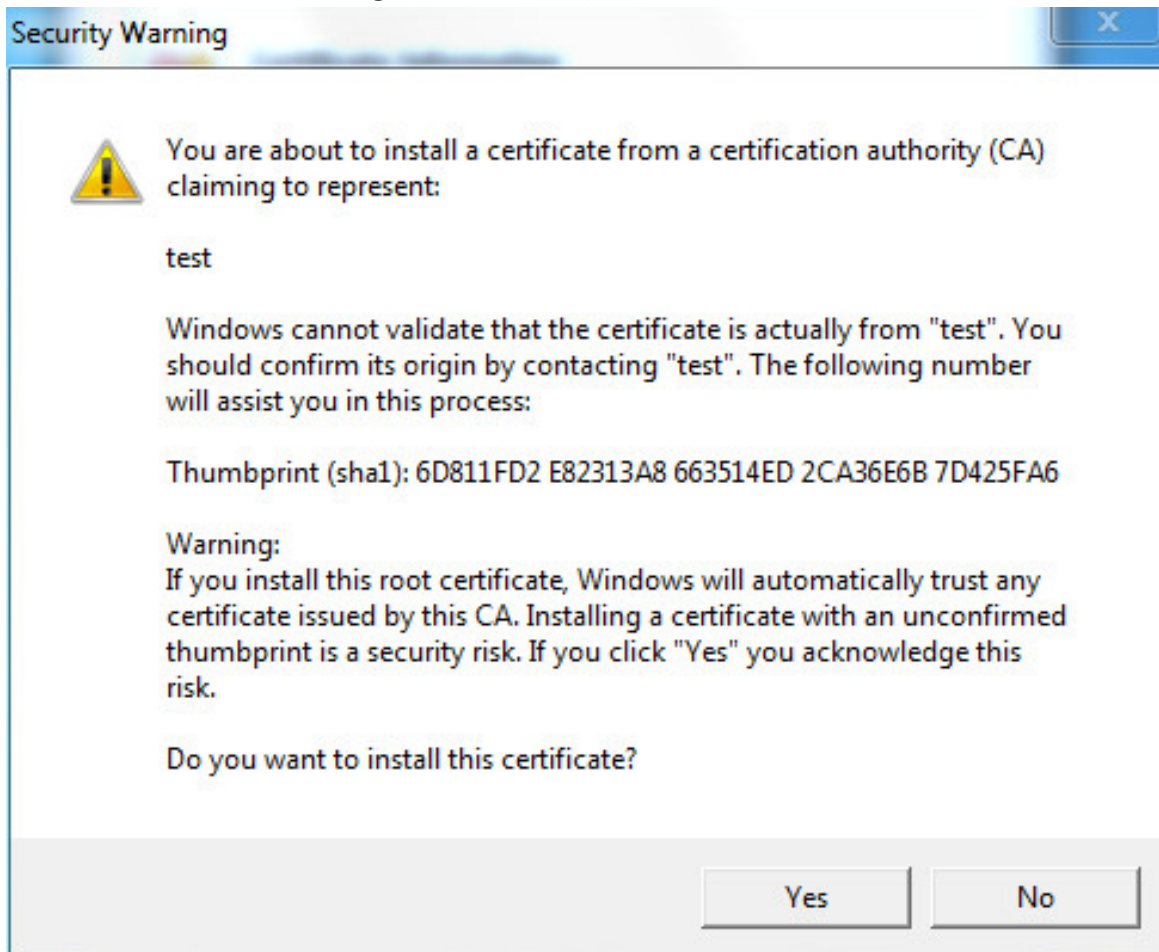 Security Warning
You are about to install a certificate from a certification authority (CA)
claiming to represent:
test
Windows cannot validate that the certificate is actually from "test". You
should confirm its origin by contacting "test". The following number
will assist you in this process:
Thumbprint (sha1): 6D811FD2 E82313A8 663514ED 2CA36E6B 7D425FA6
Warning:
If you install this root certificate, Windows will automatically trust any
certificate issued by this CA. Installing a certificate with an unconfirmed
thumbprint is a security risk. If you click "Yes" you acknowledge this
risk.
Do you want to install this certificate?
Yes
No